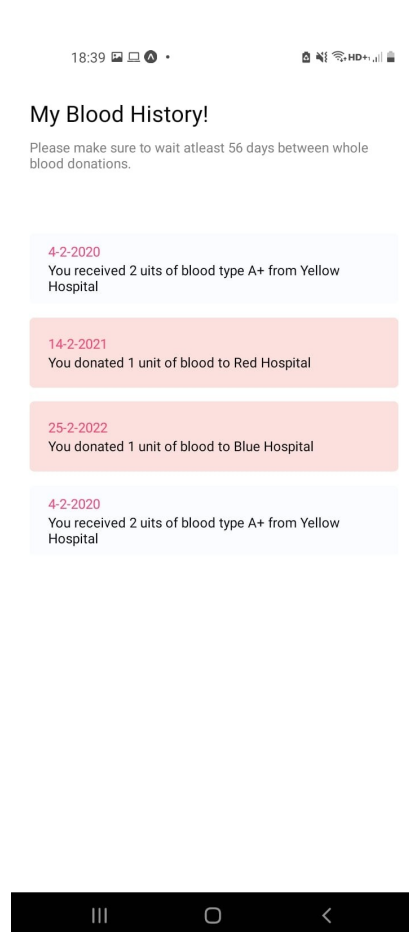 18:39
HD+
My Blood History!
Please make sure to wait atleast 56 days between whole
blood donations.
4-2-2020
You received 2 uits of blood type A+ from Yellow
Hospital
14-2-2021
You donated 1 unit of blood to Red Hospital
25-2-2022
You donated 1 unit of blood to Blue Hospital
4-2-2020
You received 2 uits of blood type A+ from Yellow
Hospital